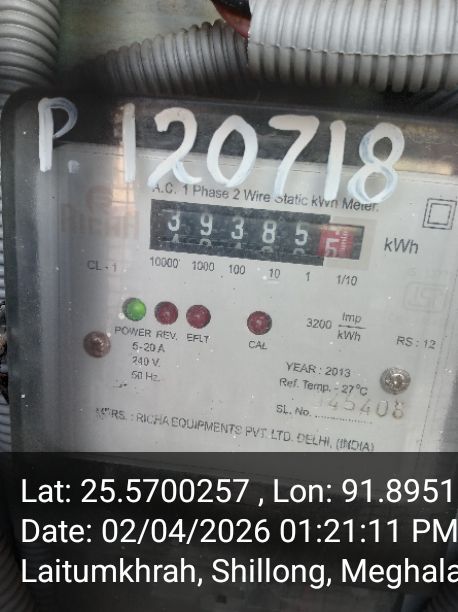 P. 120718
A.C. 1 Phase 2 Wire Static kWh Meter.
39385 5 kWh
CL - 1 10000 1000 100 10 1 1/10
POWER REV. EFLT CAL
3200 Imp/kWh
RS : 12
5-20 A
240 V.
50 Hz.
YEAR : 2013
Ref. Temp. - 27°C
SL. No. 145408
MFRS. : RICHA EQUIPMENTS PVT. LTD. DELHI, (INDIA)
Lat: 25.5700257 , Lon: 91.8951
Date: 02/04/2026 01:21:11 PM
Laitumkhrah, Shillong, Meghala